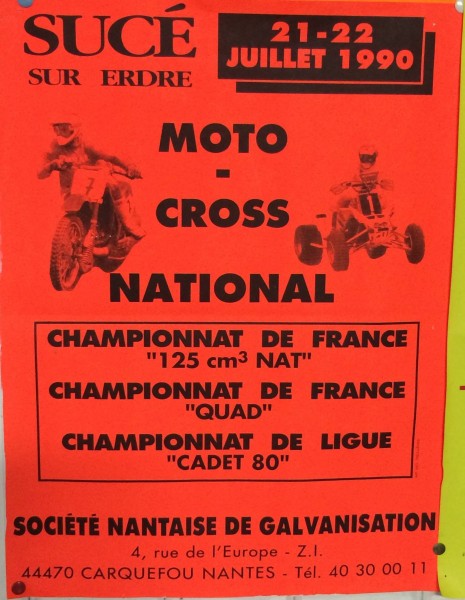 SUCÉ
SUR ERDRE
21-22
JUILLET 1990
MOTO
-
CROSS
NATIONAL
7
CHAMPIONNAT DE FRANCE
"125 cm³ NAT"
CHAMPIONNAT DE FRANCE
"QUAD"
CHAMPIONNAT DE LIGUE
"CADET 80"
SOCIÉTÉ NANTAISE DE GALVANISATION
4, rue de l'Europe - Z.I.
44470 CARQUEFOU NANTES - Tél. 40 30 00 11